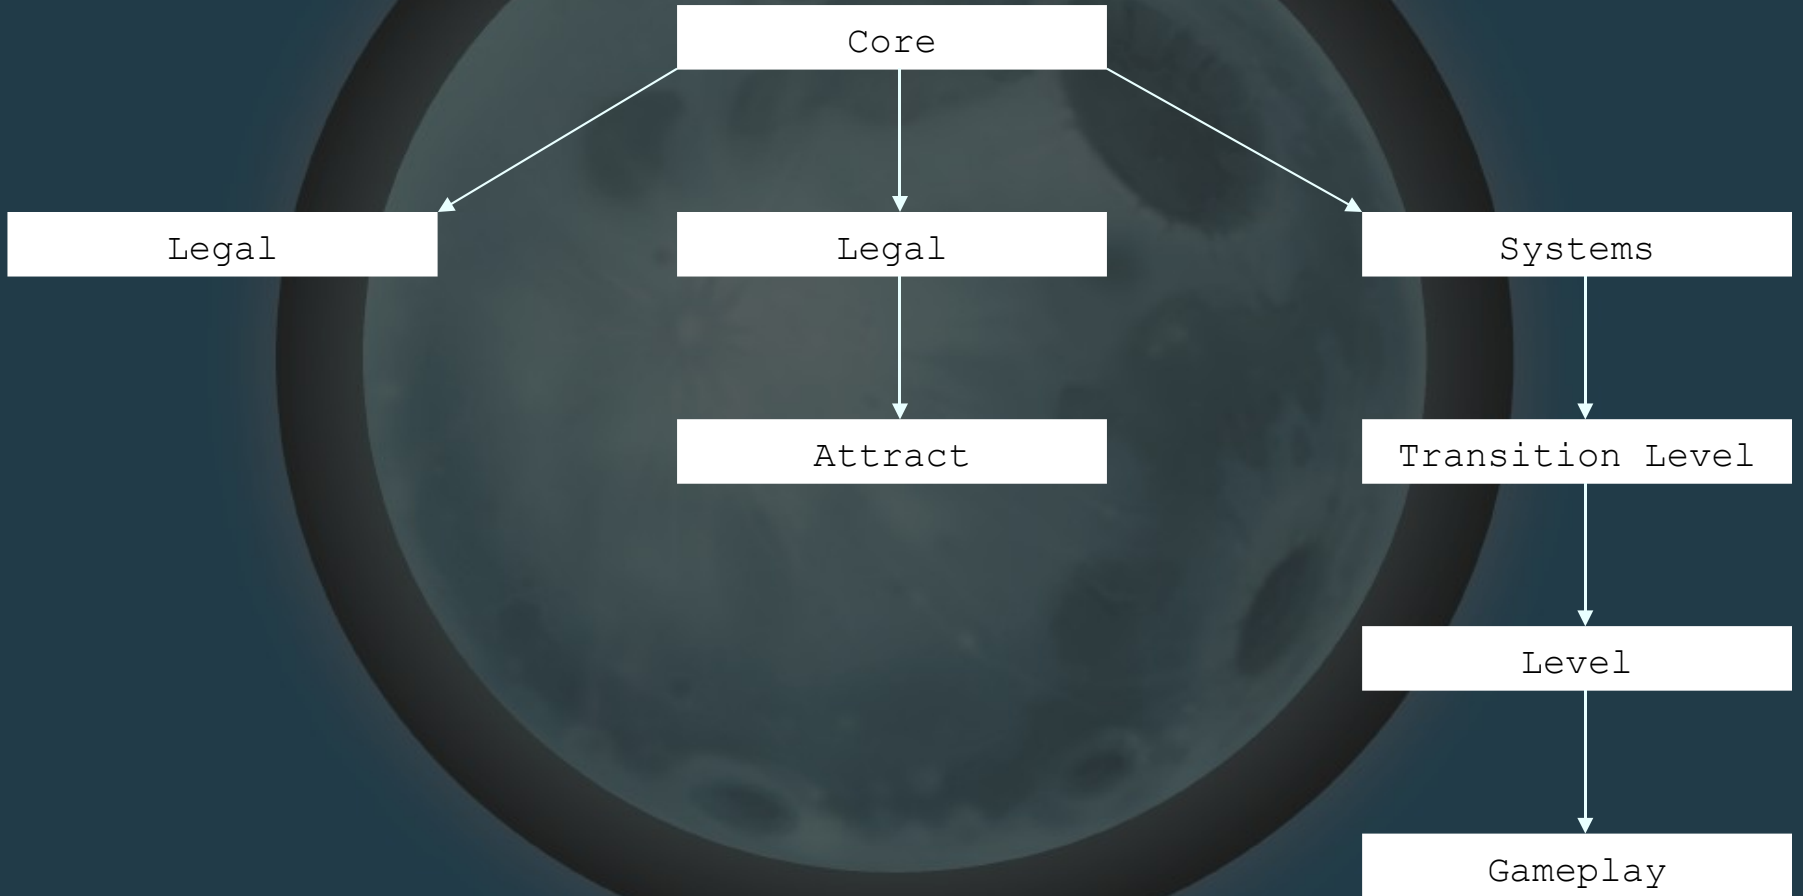 Core
Legal
Legal
Systems
Attract
Transition Level
Level
Gameplay